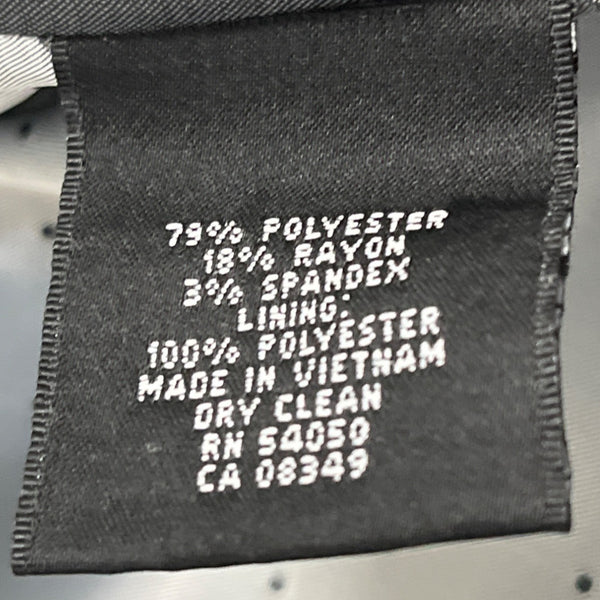 79% POLYESTER
18% RAYON
3% SPANDEX
LINING:
100% POLYESTER
MADE IN VIETNAM
DRY CLEAN
RN 54050
CA 08349